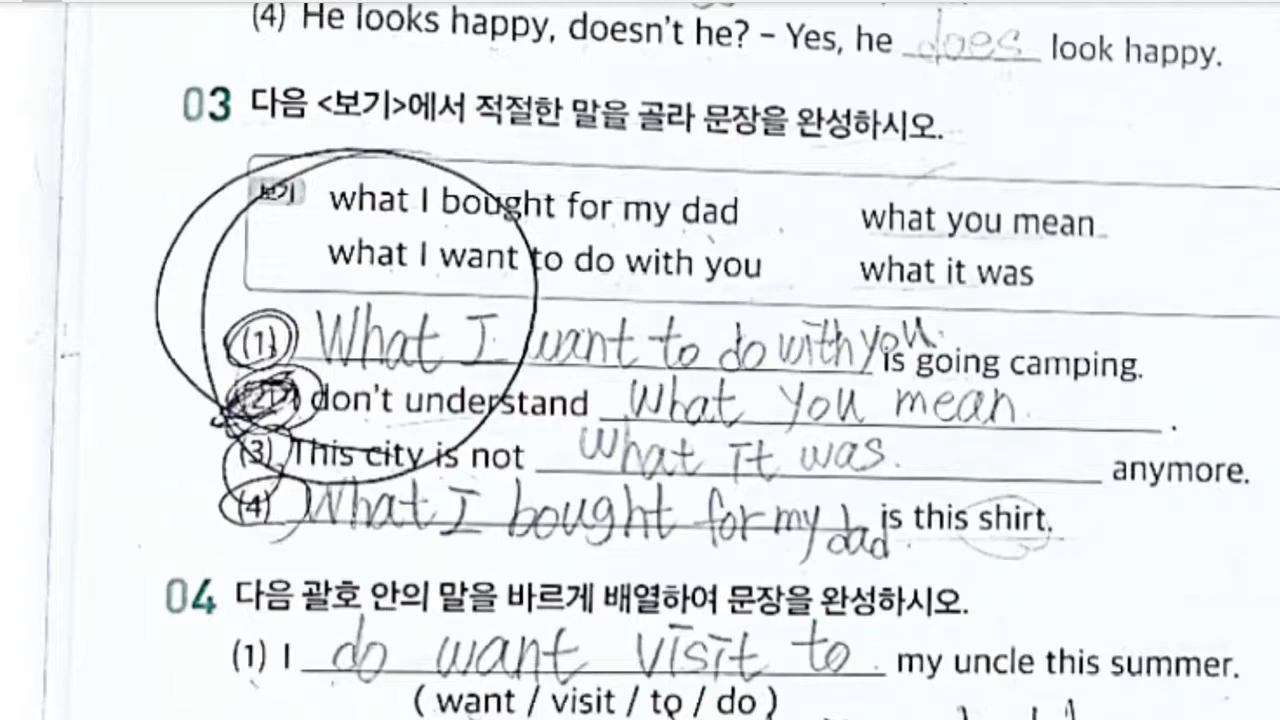 (4) He looks happy, doesn't he? – Yes, he does look happy.
03 다음 <보기>에서 적절한 말을 골라 문장을 완성하시오.
보기 what I bought for my dad what you mean
what I want to do with you what it was
(1) What I want to do with you. is going camping.
(2) I don't understand what you mean.
(3) This city is not what it was. anymore.
(4) What I bought for my dad. is this shirt.
04 다음 괄호 안의 말을 바르게 배열하여 문장을 완성하시오.
(1) I do want visit to my uncle this summer.
( want / visit / to / do )